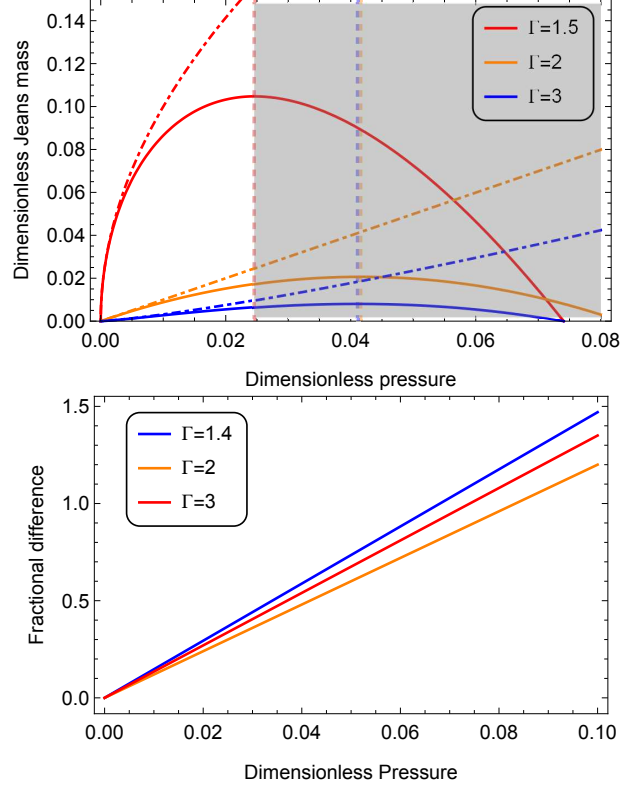 Dimensionless Jeans mass
0.14
0.12
0.10
0.08
0.06
0.04
0.02
0.00
Γ=1.5
Γ=2
Γ=3
0.00 0.02 0.04 0.06 0.08
Dimensionless pressure
Fractional difference
1.5
1.0
0.5
0.0
Γ=1.4
Γ=2
Γ=3
0.00 0.02 0.04 0.06 0.08 0.10
Dimensionless Pressure